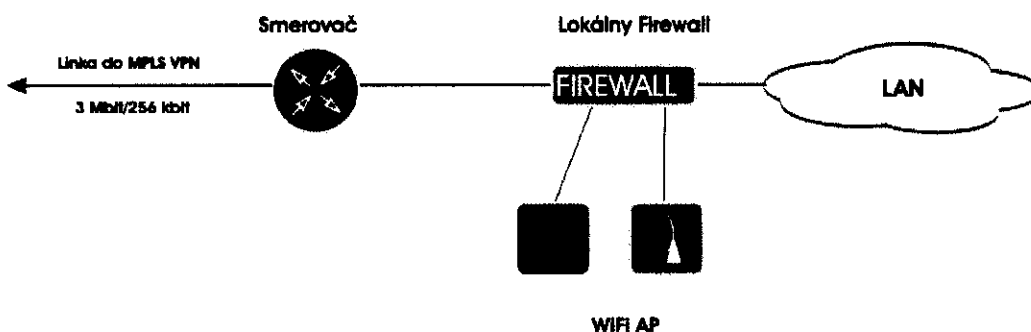 Smerovač
Lokálny Firewall
Linka do MPLS VPN
3 Mbit/256 kbit
FIREWALL
LAN
WiFi AP